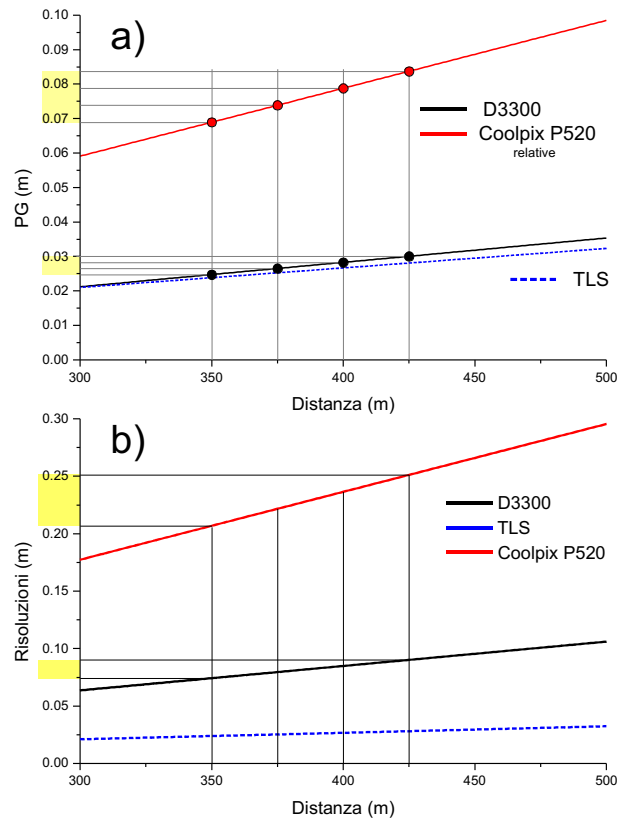 a)
0.10
0.09
0.08
0.07
0.06
0.05
0.04
0.03
0.02
0.01
0.00
PG (m)
D3300
Coolpix P520
relative
TLS
300
350
400
450
500
Distanza (m)
b)
0.30
0.25
0.20
0.15
0.10
0.05
0.00
Risoluzioni (m)
D3300
TLS
Coolpix P520
300
350
400
450
500
Distanza (m)